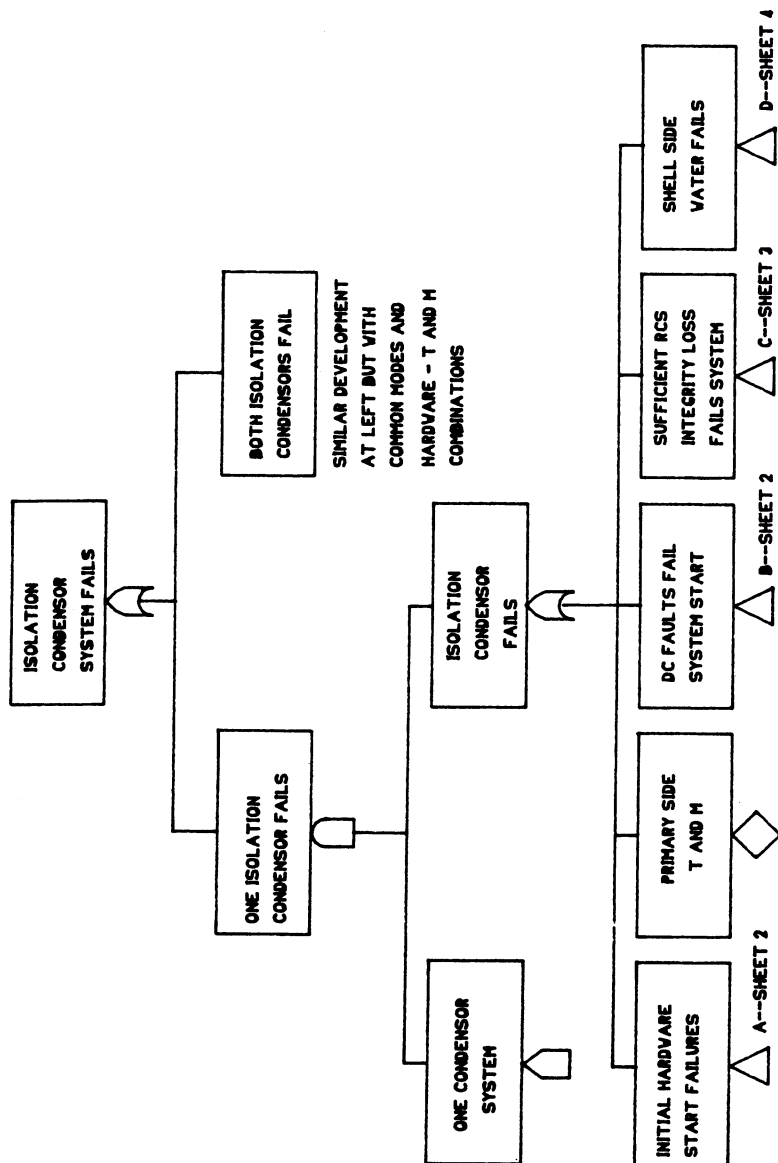 ISOLATION
CONDENSOR
SYSTEM FAILS
ONE ISOLATION
CONDENSOR FAILS
BOTH ISOLATION
CONDENSORS FAIL
SIMILAR DEVELOPMENT
AT LEFT BUT WITH
COMMON MODES AND
HARDWARE - T AND M
COMBINATIONS
ONE CONDENSOR
SYSTEM
ISOLATION
CONDENSOR
FAILS
INITIAL HARDWARE
START FAILURES
A--SHEET 2
PRIMARY SIDE
T AND M
DC FAULTS FAIL
SYSTEM START
B--SHEET 2
SUFFICIENT RCS
INTEGRITY LOSS
FAILS SYSTEM
C--SHEET 3
SHELL SIDE
WATER FAILS
D--SHEET 4